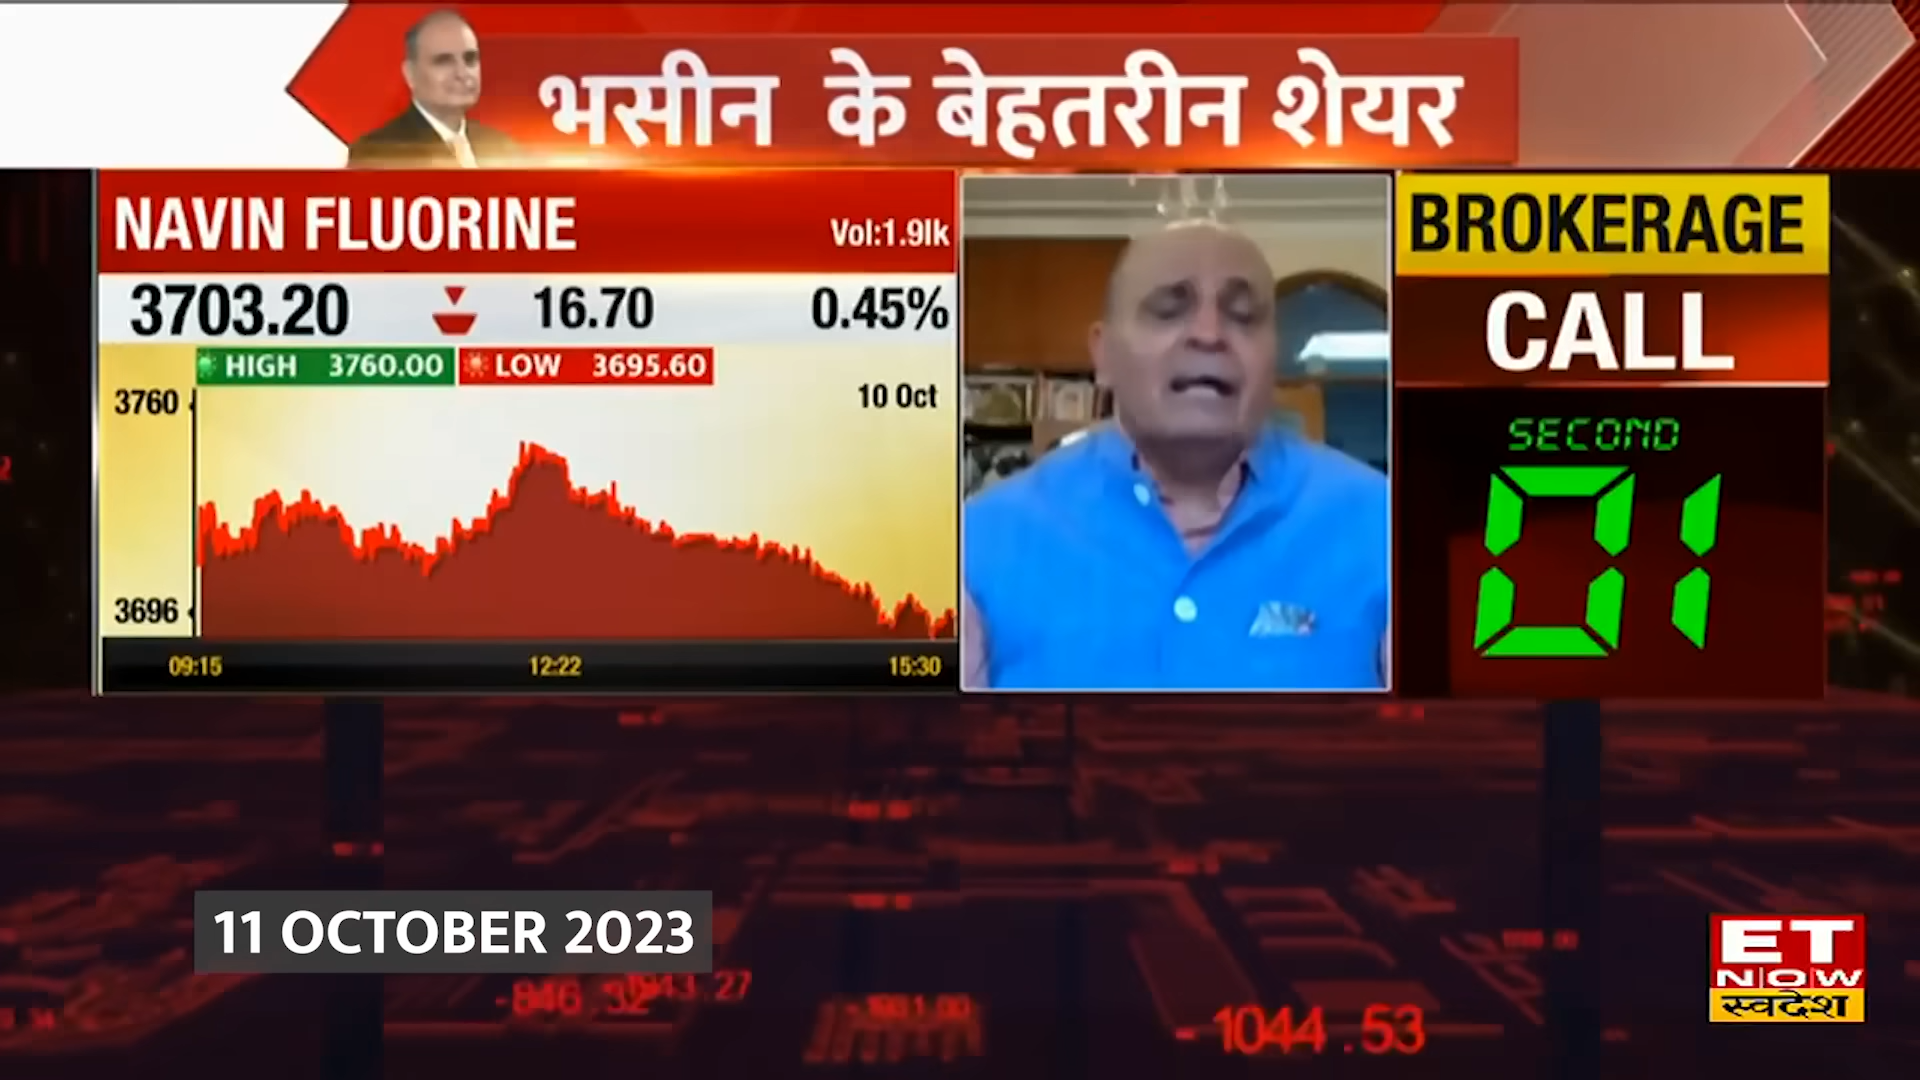 भसीन के बेहतरीन शेयर
NAVIN FLUORINE
Vol:1.9lk
3703.20
16.70
0.45%
HIGH 3760.00
LOW 3695.60
10 Oct
3760
3696
09:15
12:22
15:30
BROKERAGE
CALL
SECOND
01
11 OCTOBER 2023
-846.32
-1044.53
ET
NOW
स्वदेश